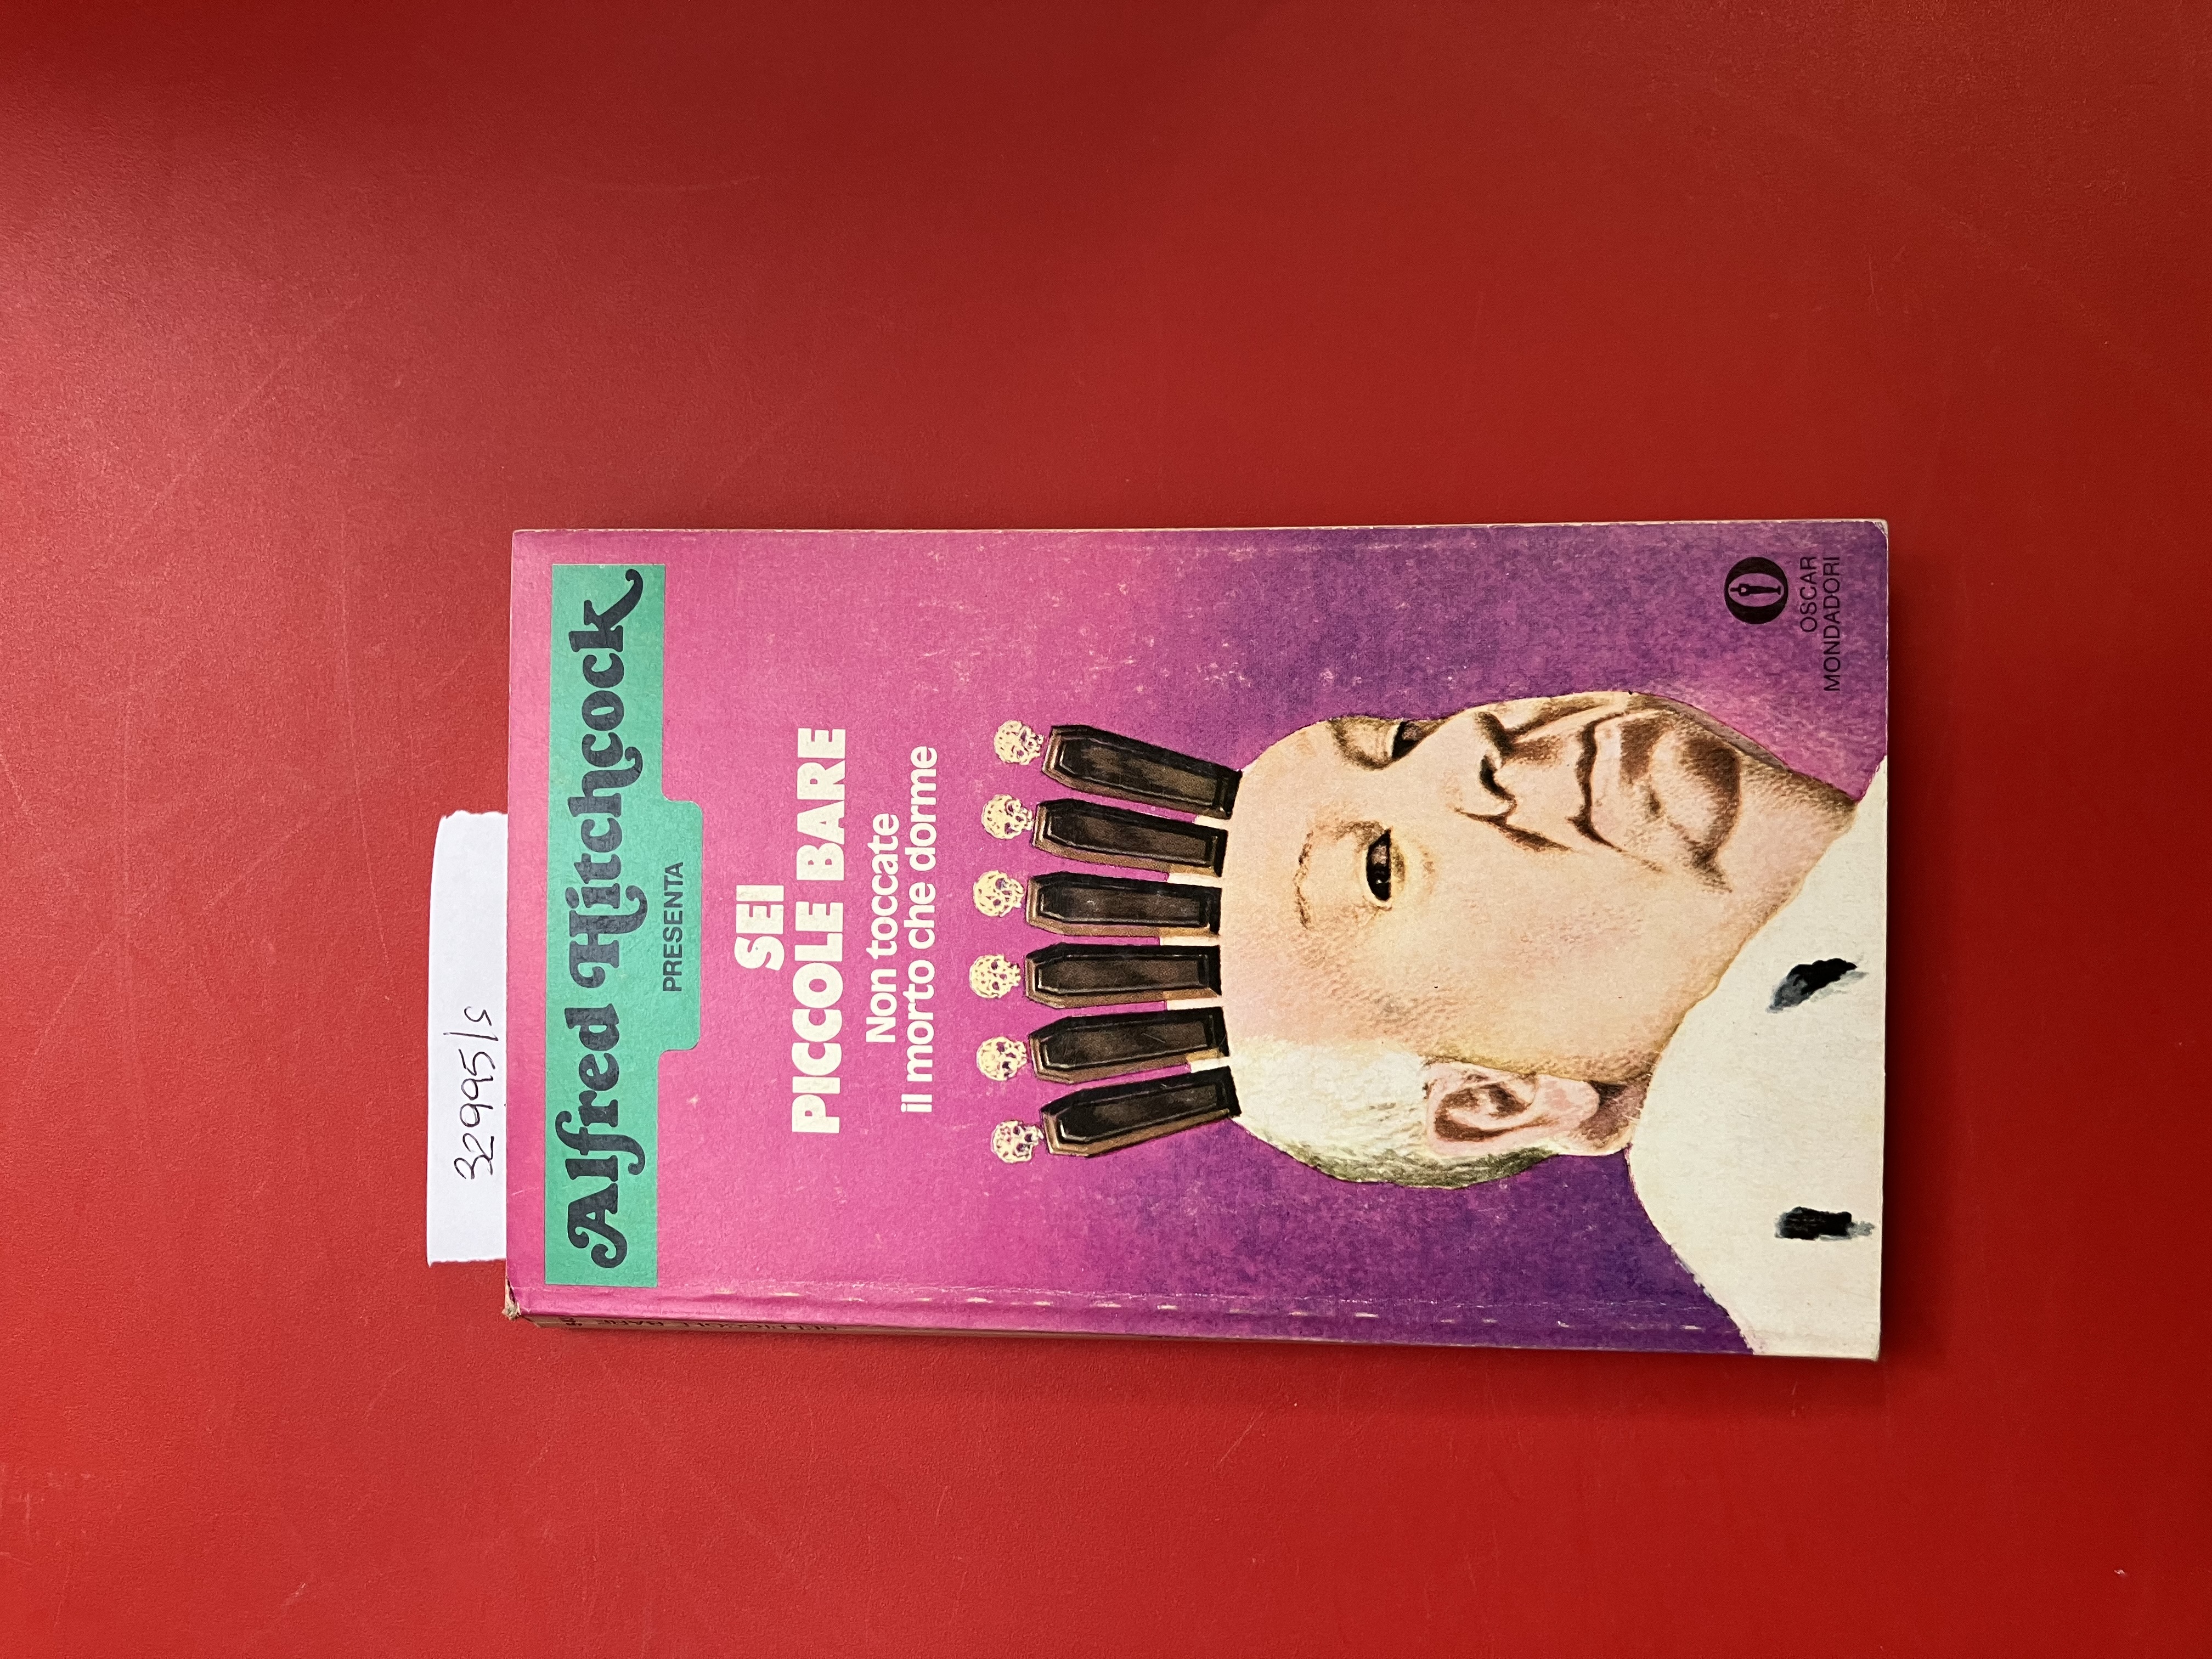 32995/s
Alfred Hitchcock
PRESENTA
SEI
PICCOLE BARE
Non toccate
il morto che dorme
OSCAR
MONDADORI